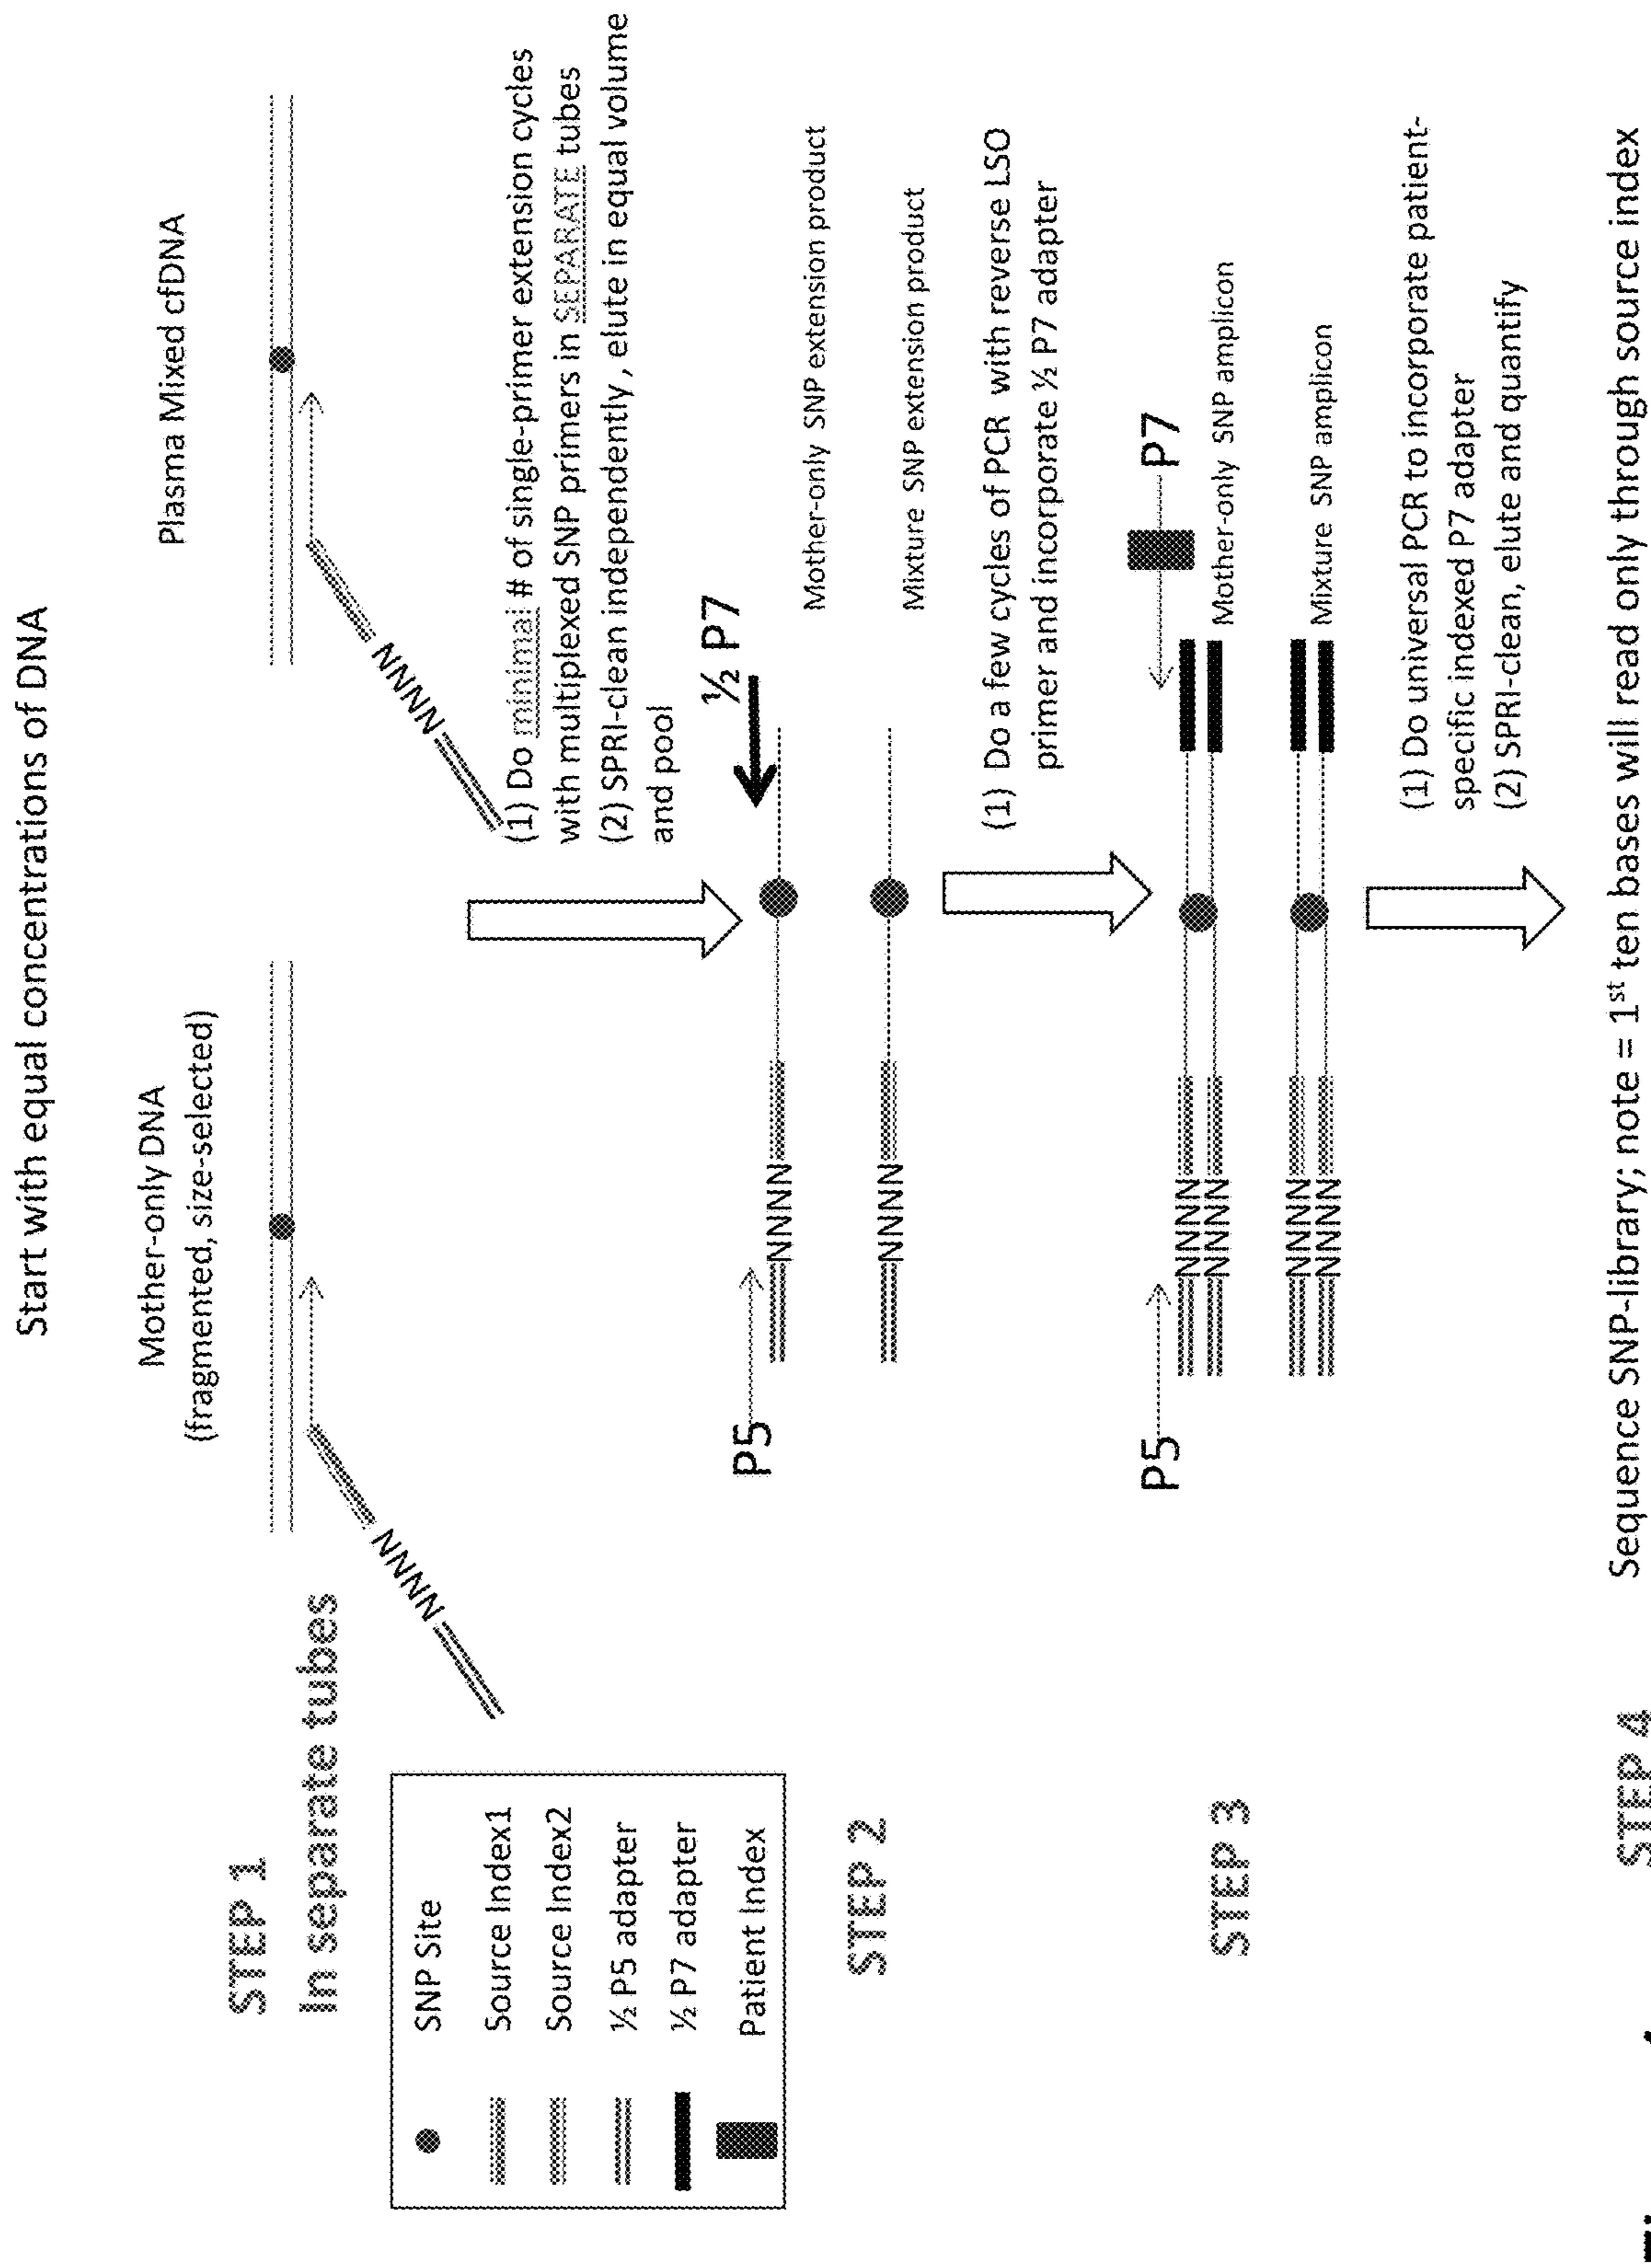 Start with equal concentrations of DNA
STEP 1
In separate tubes
Mother-only DNA
(fragmented, size-selected)
Plasma Mixed cfDNA
NNNN
NNNN
SNP Site
Source Index1
Source Index2
½ P5 adapter
½ P7 adapter
Patient Index
(1) Do minimal # of single-primer extension cycles
with multiplexed SNP primers in SEPARATE tubes
(2) SPRI-clean independently, elute in equal volume
and pool
STEP 2
P5
½ P7
NNNN
Mother-only SNP extension product
NNNN
Mixture SNP extension product
(1) Do a few cycles of PCR with reverse LSO
primer and incorporate ½ P7 adapter
STEP 3
P5
P7
NNNN
NNNN
Mother-only SNP amplicon
NNNN
NNNN
Mixture SNP amplicon
(1) Do universal PCR to incorporate patient-
specific indexed P7 adapter
(2) SPRI-clean, elute and quantify
STEP 4
Sequence SNP-library; note = 1st ten bases will read only through source index